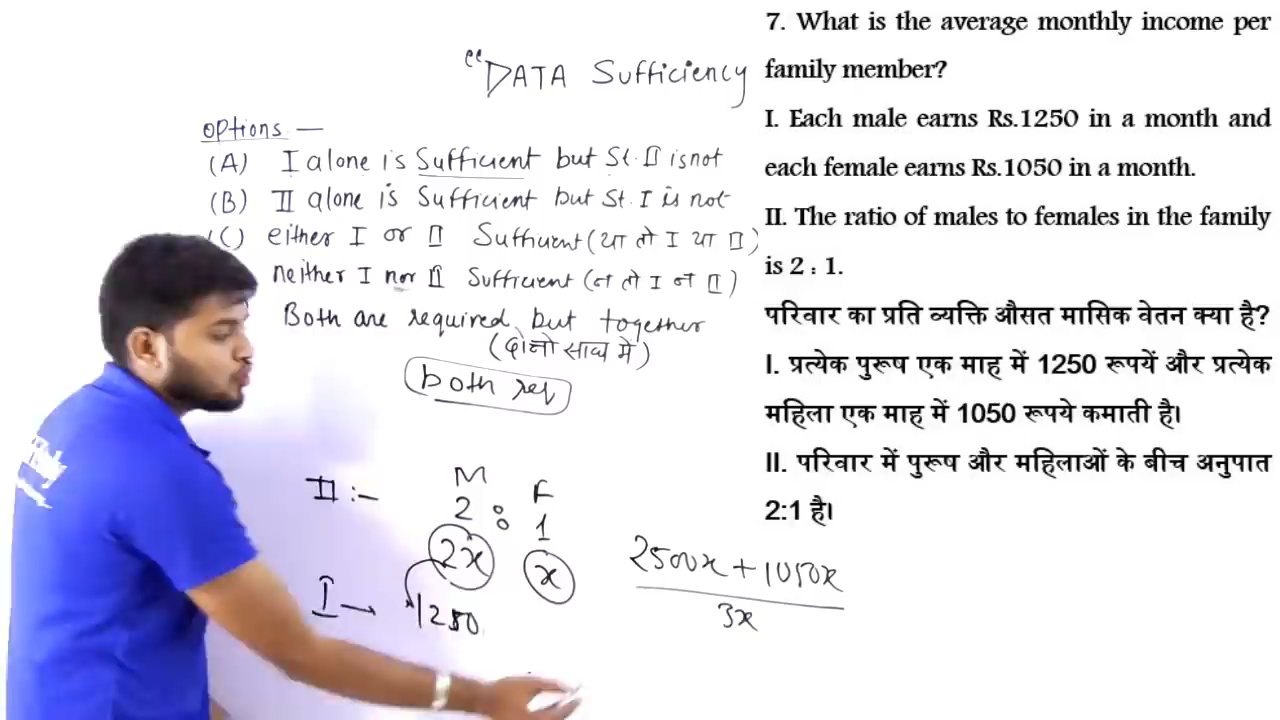 “DATA Sufficiency
options :—
(A) I alone is Sufficient but St. II is not
(B) II alone is Sufficient but St. I is not
(C) either I or II Sufficient (या तो I या II)
neither I nor II Sufficient (न तो I न II)
Both are required but together
(दोनो साथ में)
both req
II :-
M F
2 : 1
2x x
I → 1250
2500x + 1050x
3x
7. What is the average monthly income per
family member?
I. Each male earns Rs.1250 in a month and
each female earns Rs.1050 in a month.
II. The ratio of males to females in the family
is 2 : 1.
परिवार का प्रति व्यक्ति औसत मासिक वेतन क्या है?
I. प्रत्येक पुरूष एक माह में 1250 रूपयें और प्रत्येक
महिला एक माह में 1050 रूपये कमाती है।
II. परिवार में पुरूष और महिलाओं के बीच अनुपात
2:1 है।